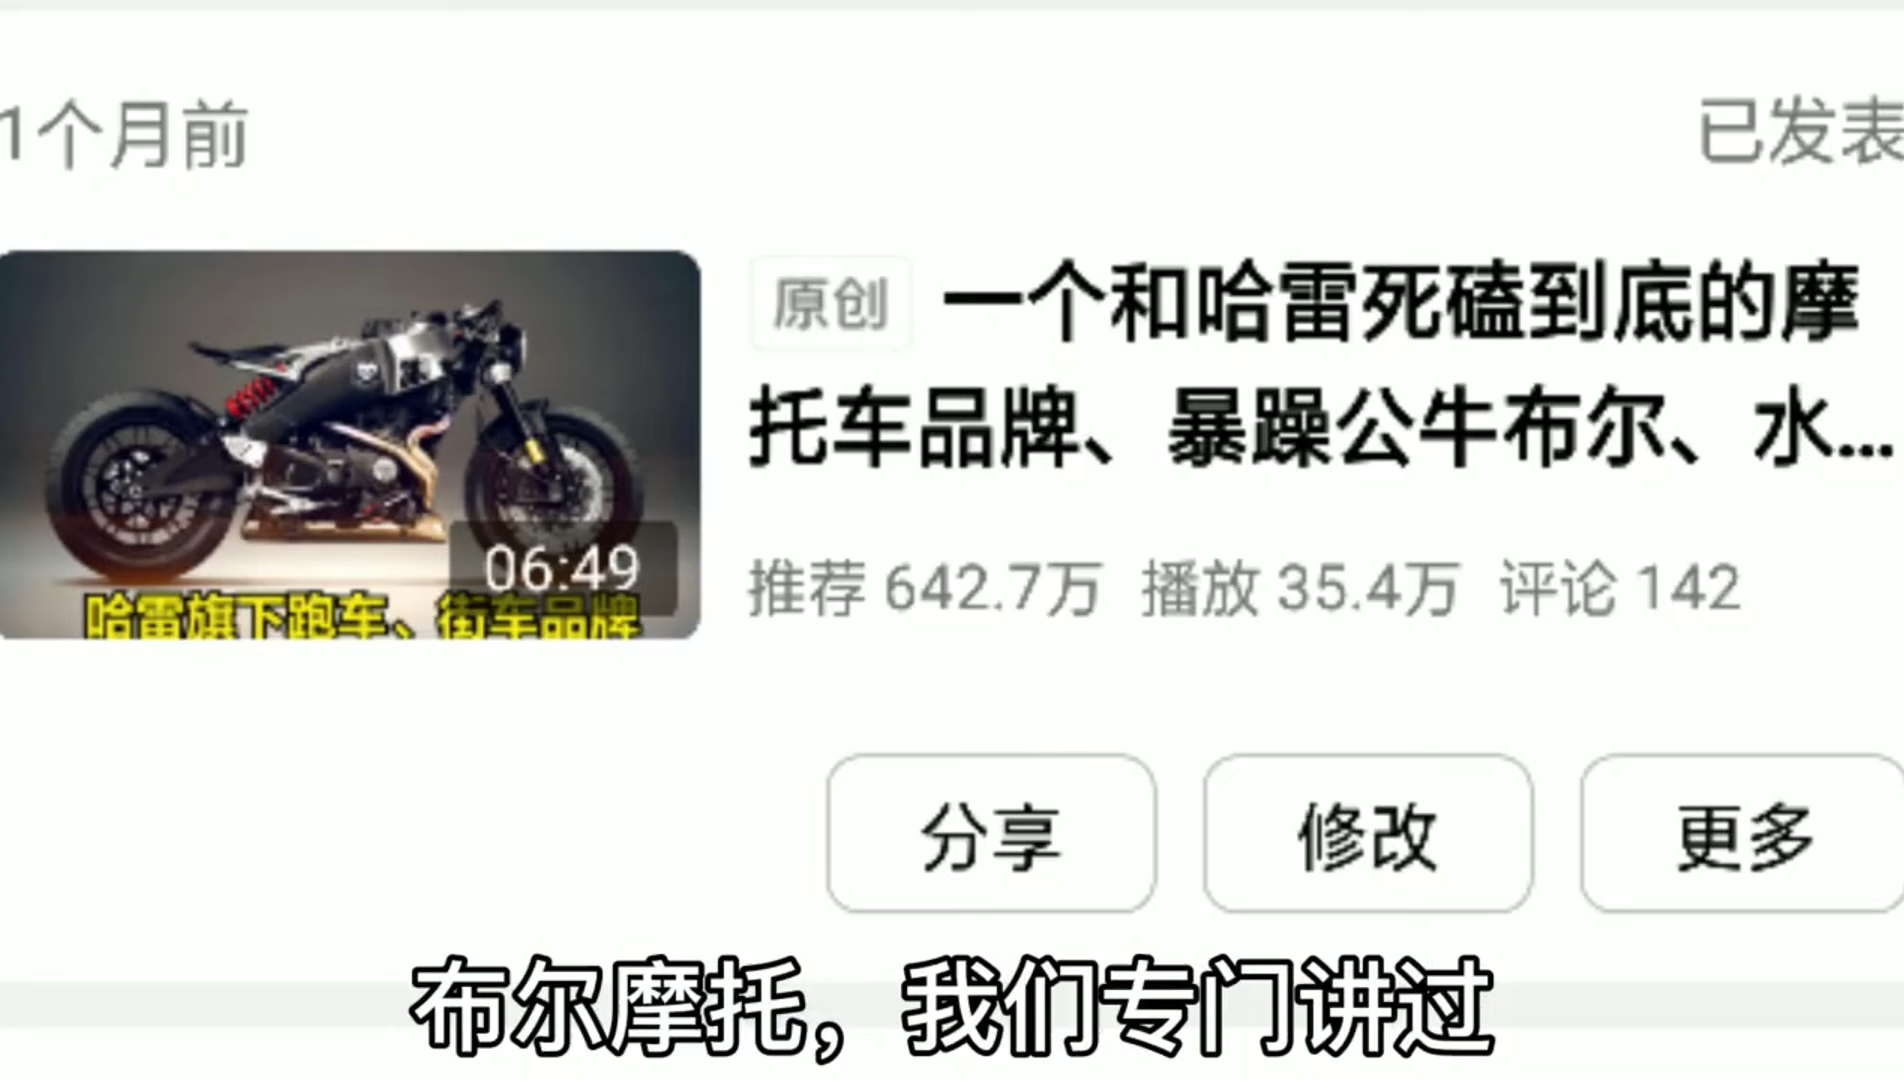 1个月前
已发表
原创 一个和哈雷死磕到底的摩
托车品牌、暴躁公牛布尔、水...
06:49
哈雷旗下跑车、街车品牌
推荐 642.7万 播放 35.4万 评论 142
分享
修改
更多
布尔摩托，我们专门讲过